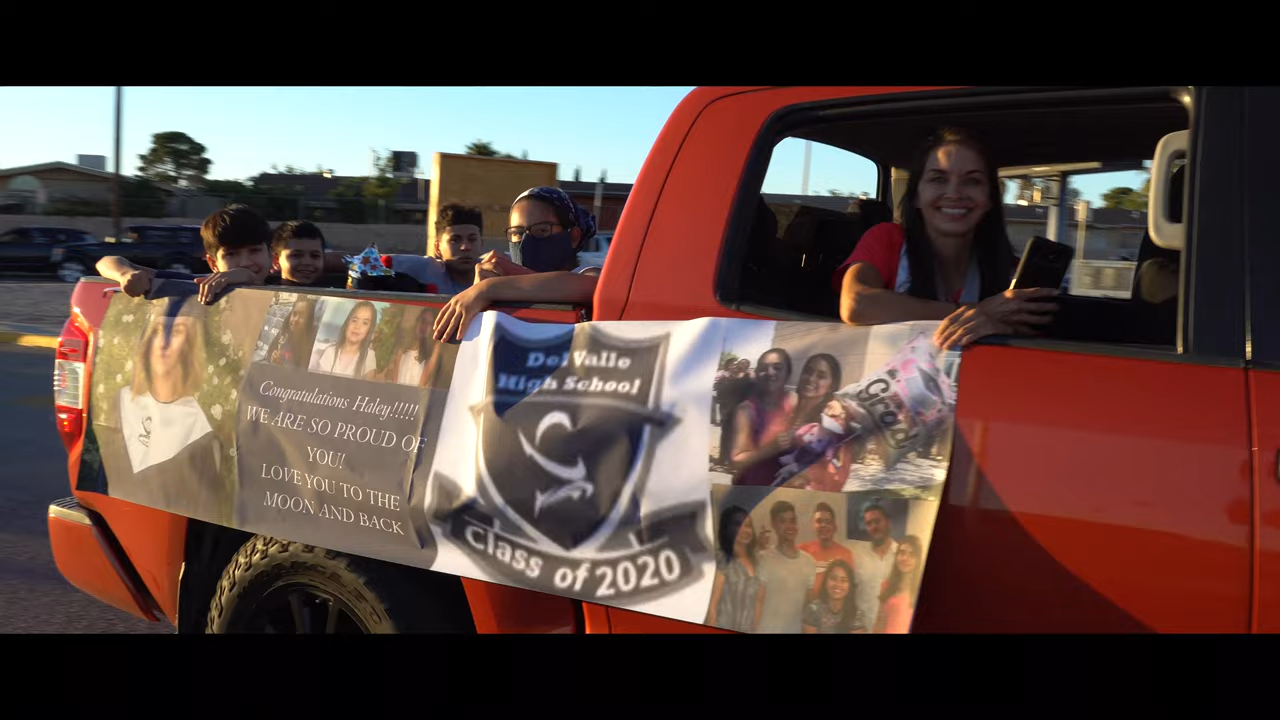 Congratulations Haley!!!!!
WE ARE SO PROUD OF
YOU!
LOVE YOU TO THE
MOON AND BACK
Del Valle
High School
class of 2020
Grad